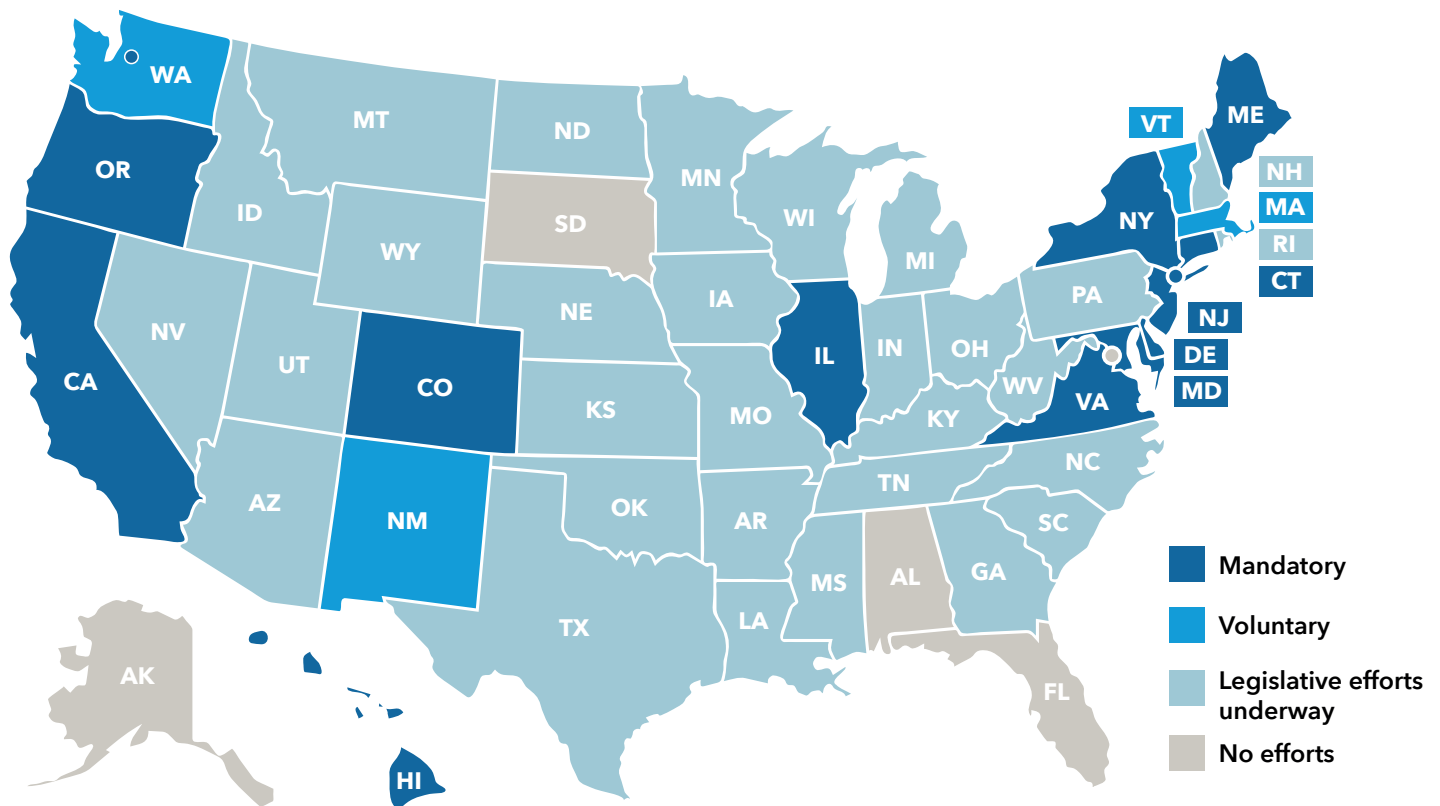 WA
MT
ND
MN
VT
ME
OR
ID
SD
WI
NY
NH
MA
RI
CT
WY
MI
PA
NV
UT
NE
IA
IL
IN
OH
NJ
DE
MD
CA
CO
KS
MO
WV
KY
VA
AZ
NM
OK
AR
TN
NC
SC
TX
LA
MS
AL
GA
AK
HI
FL
Mandatory
Voluntary
Legislative efforts
underway
No efforts